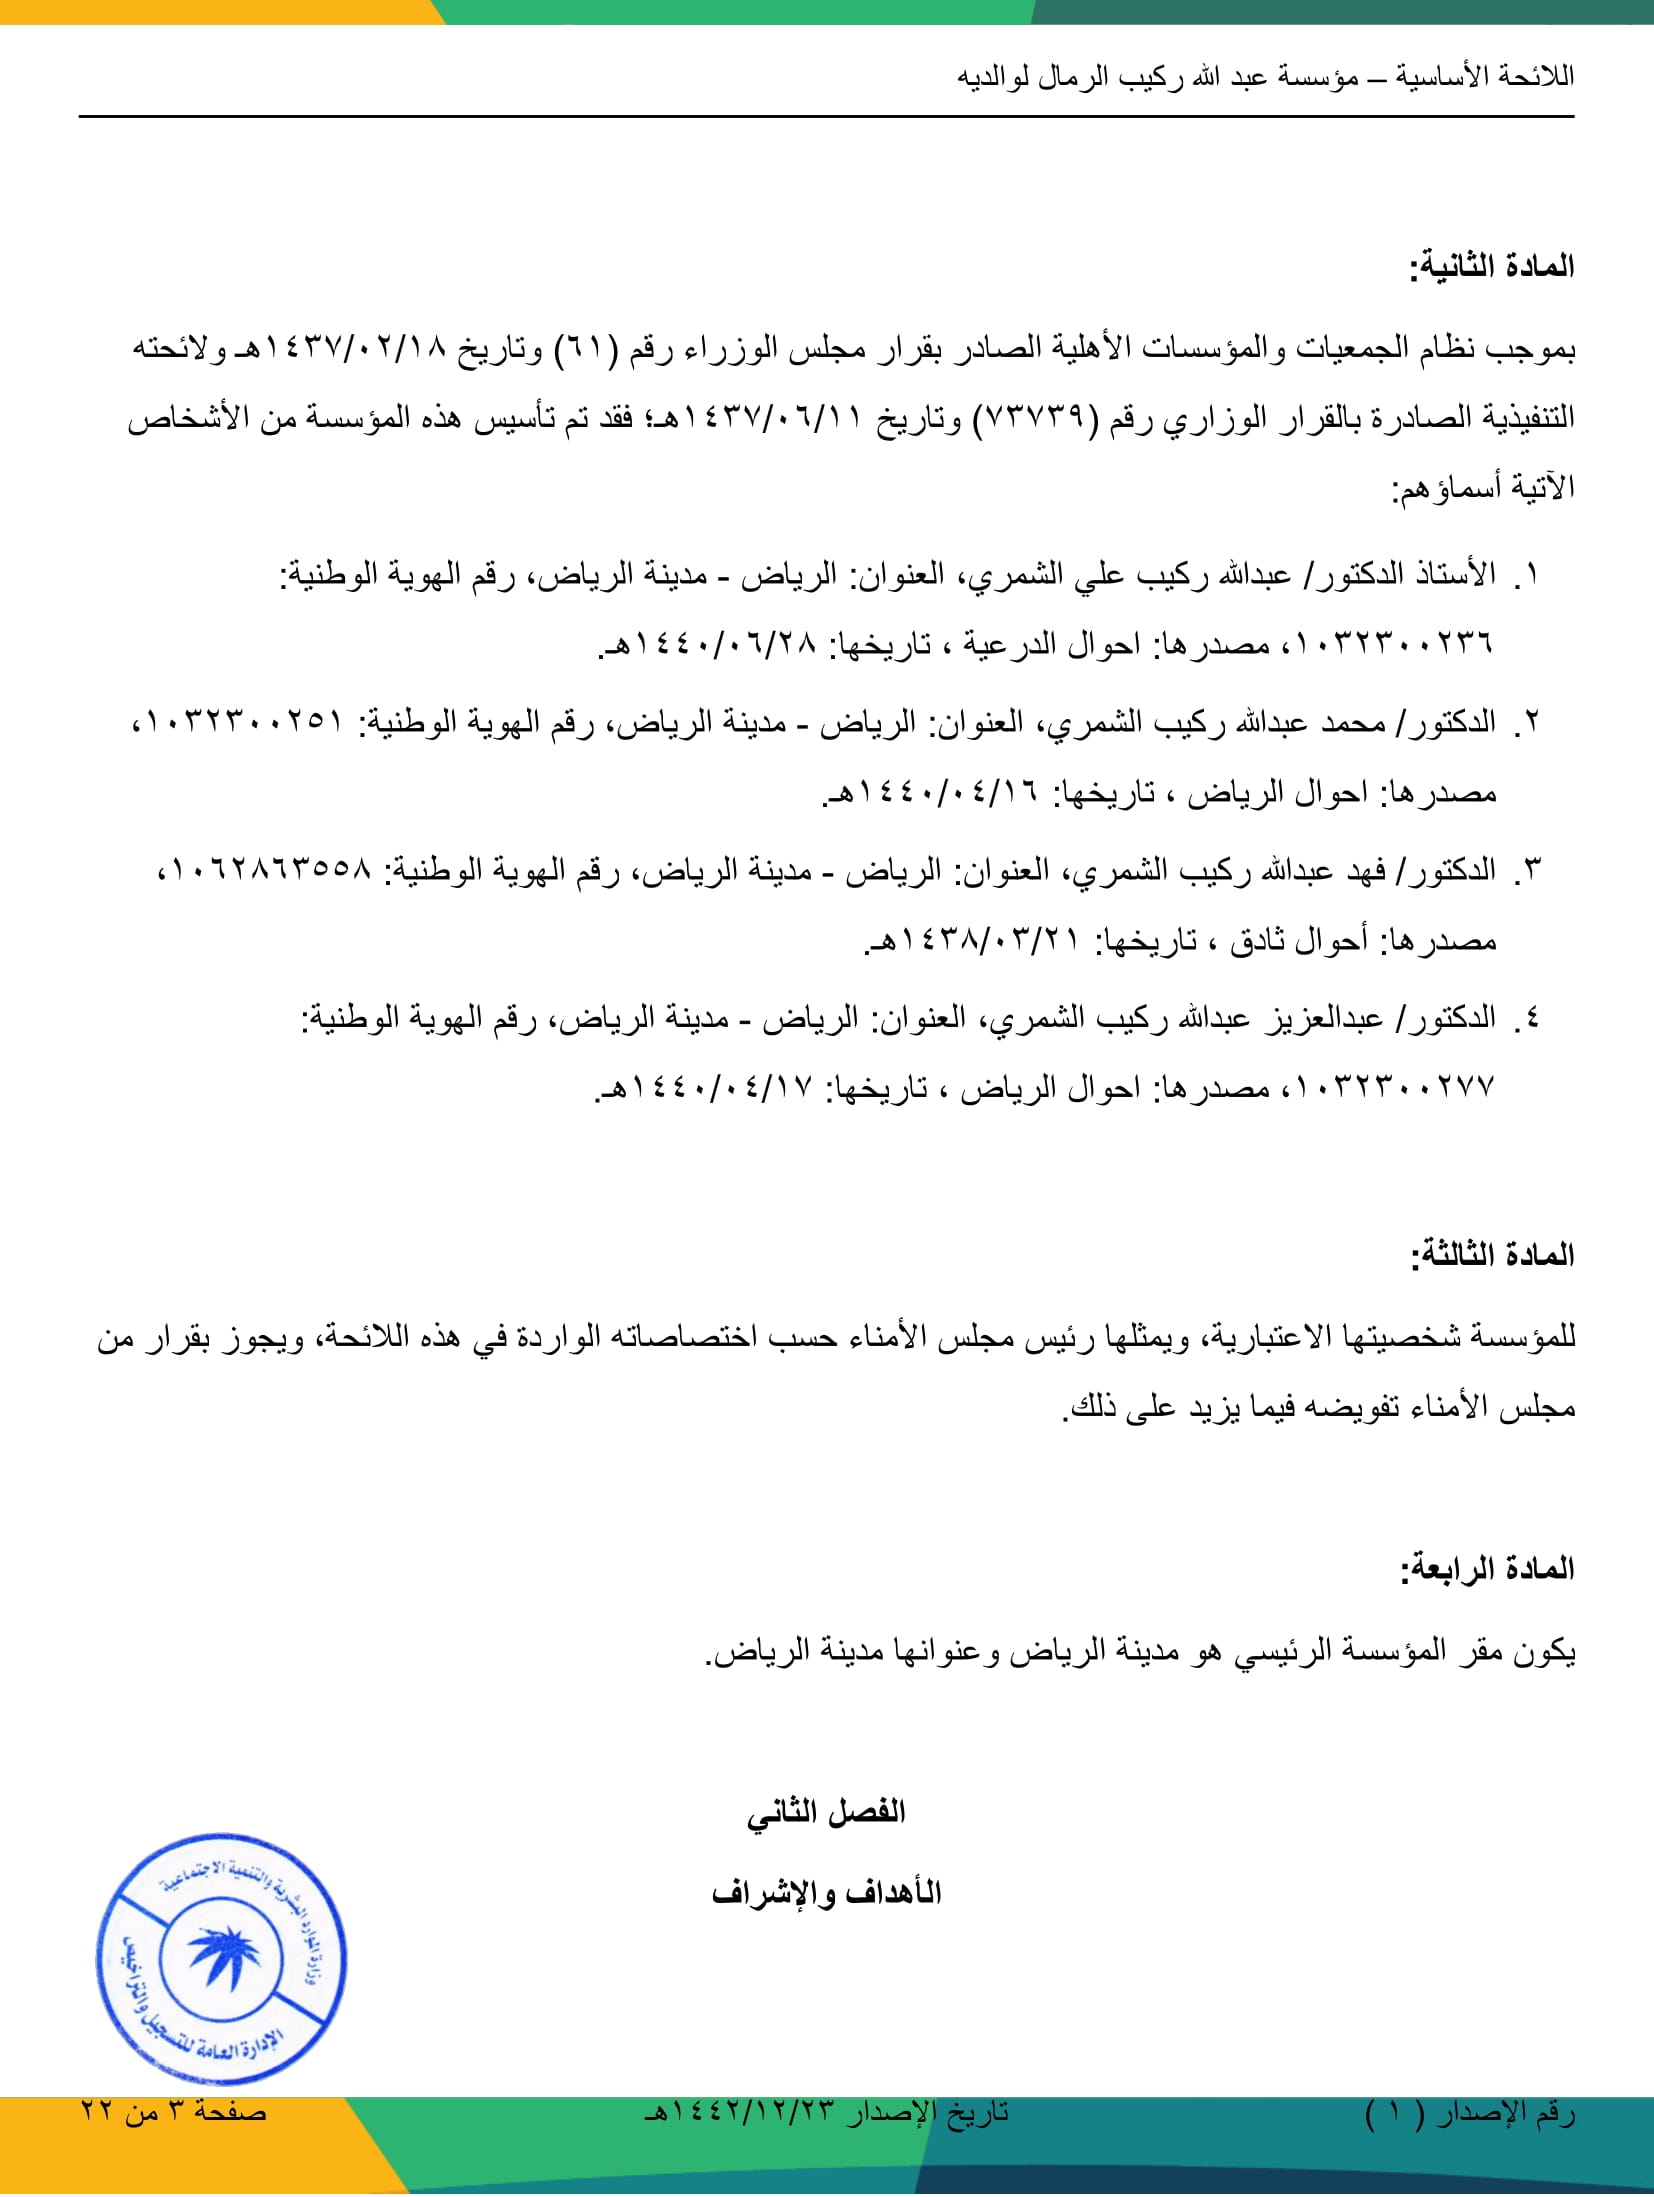 اللائحة الأساسية – مؤسسة عبد الله ركيب الرمال لوالديه
المادة الثانية:
بموجب نظام الجمعيات والمؤسسات الأهلية الصادر بقرار مجلس الوزراء رقم (٦١) وتاريخ ١٤٣٧/٠٢/١٨هـ ولائحته
التنفيذية الصادرة بالقرار الوزاري رقم (٧٣٧٣٩) وتاريخ ١٤٣٧/٠٦/١١هـ؛ فقد تم تأسيس هذه المؤسسة من الأشخاص
الآتية أسماؤهم:
١. الأستاذ الدكتور/ عبدالله ركيب علي الشمري، العنوان: الرياض - مدينة الرياض، رقم الهوية الوطنية:
١٠٣٢٣٠٠٢٣٦، مصدرها: احوال الدرعية ، تاريخها: ١٤٤٠/٠٦/٢٨هـ.
٢. الدكتور/ محمد عبدالله ركيب الشمري، العنوان: الرياض - مدينة الرياض، رقم الهوية الوطنية: ١٠٣٢٣٠٠٢٥١،
مصدرها: احوال الرياض ، تاريخها: ١٤٤٠/٠٤/١٦هـ.
٣. الدكتور/ فهد عبدالله ركيب الشمري، العنوان: الرياض - مدينة الرياض، رقم الهوية الوطنية: ١٠٦٢٨٦٣٥٥٨،
مصدرها: أحوال ثادق ، تاريخها: ١٤٣٨/٠٣/٢١هـ.
٤. الدكتور/ عبدالعزيز عبدالله ركيب الشمري، العنوان: الرياض - مدينة الرياض، رقم الهوية الوطنية:
١٠٣٢٣٠٠٢٧٧، مصدرها: احوال الرياض ، تاريخها: ١٤٤٠/٠٤/١٧هـ.
المادة الثالثة:
للمؤسسة شخصيتها الاعتبارية، ويمثلها رئيس مجلس الأمناء حسب اختصاصاته الواردة في هذه اللائحة، ويجوز بقرار من
مجلس الأمناء تفويضه فيما يزيد على ذلك.
المادة الرابعة:
يكون مقر المؤسسة الرئيسي هو مدينة الرياض وعنوانها مدينة الرياض.
الفصل الثاني
الأهداف والإشراف
وزارة الموارد البشرية والتنمية الاجتماعية
الإدارة العامة للتسجيل والتراخيص
رقم الإصدار ( ١ ) تاريخ الإصدار ١٤٤٢/١٢/٢٣هـ صفحة ٣ من ٢٢